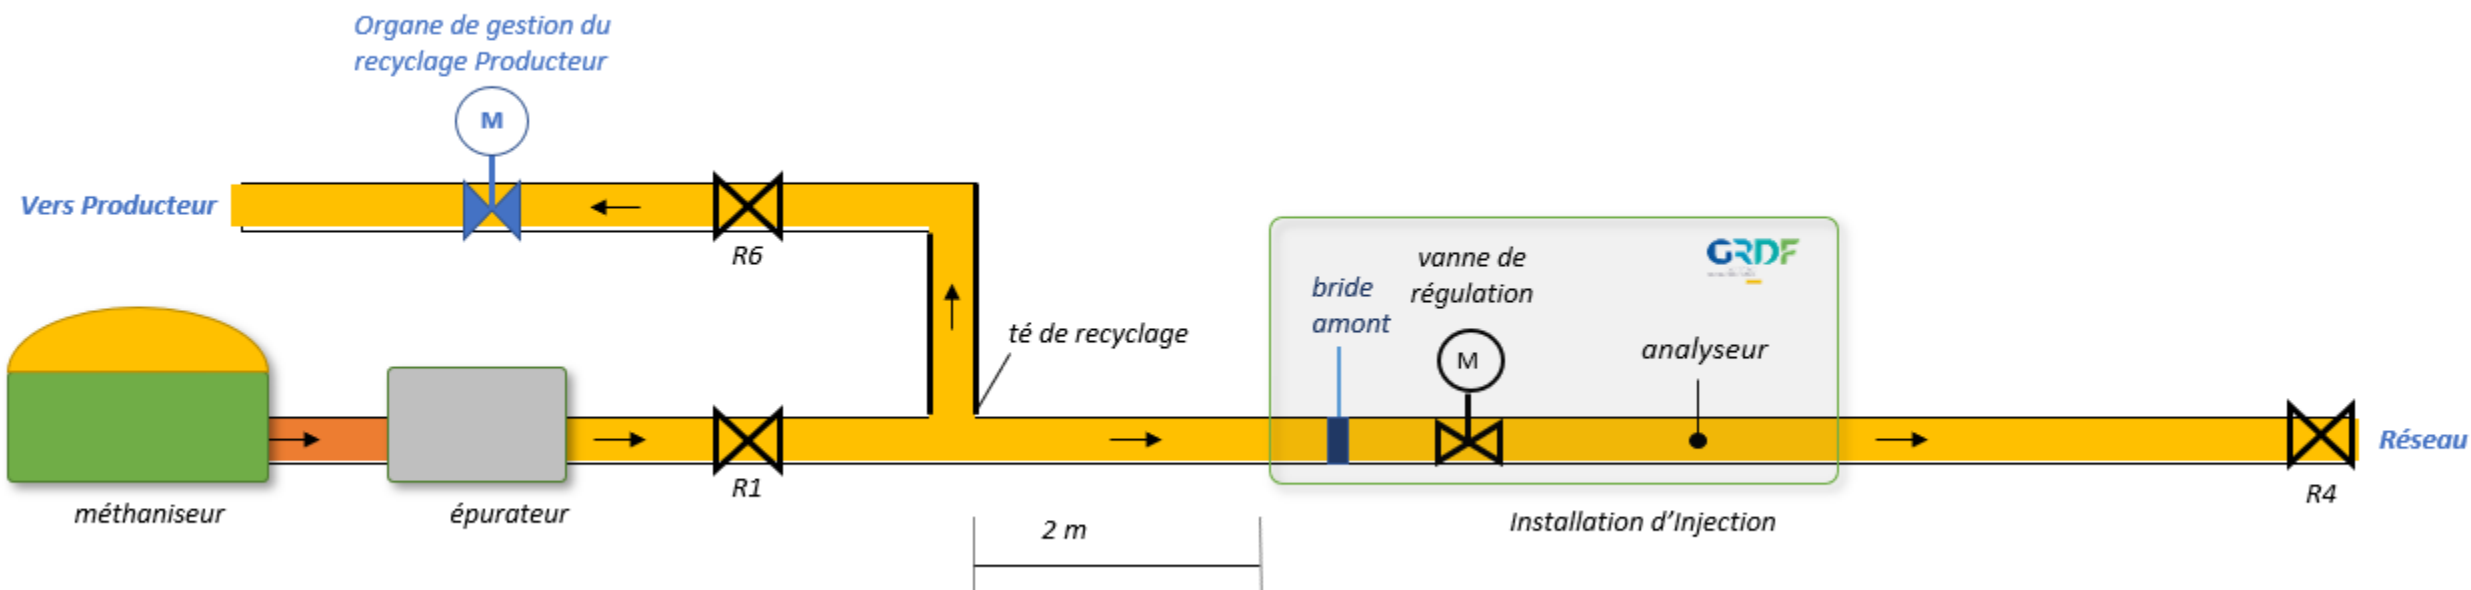 Organe de gestion du
recyclage Producteur
M
Vers Producteur
R6
GRDF
vanne de
régulation
bride
amont
té de recyclage
M
analyseur
R1
Réseau
R4
méthaniseur
épurateur
2 m
Installation d'Injection